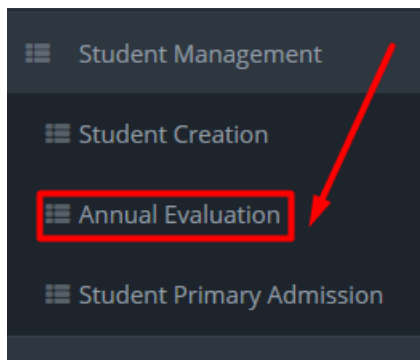 Student Management
Student Creation
Annual Evaluation
Student Primary Admission